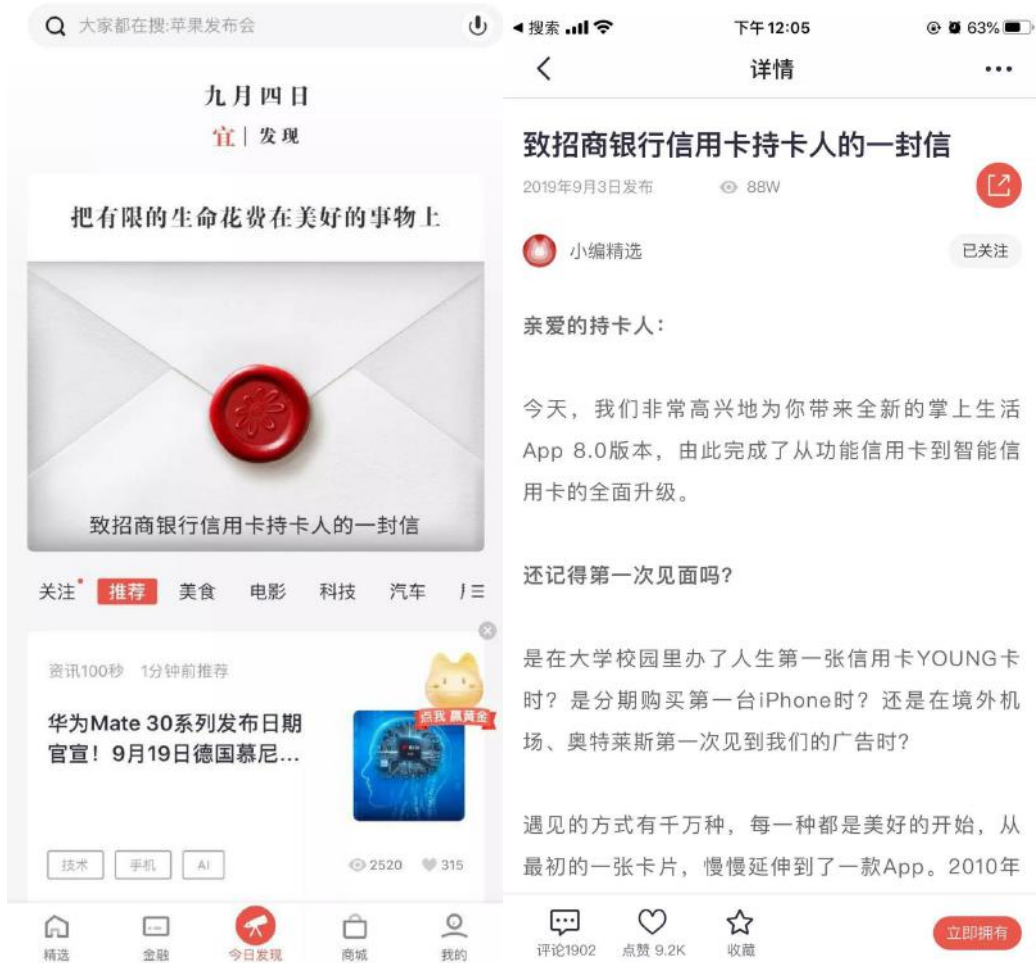 大家都在搜:苹果发布会
九月四日
宜 | 发现
把有限的生命花费在美好的事物上
致招商银行信用卡持卡人的一封信
关注 推荐 美食 电影 科技 汽车
资讯100秒 1分钟前推荐
华为Mate 30系列发布日期
官宣！9月19日德国慕尼...
点我 赢黄金
技术 手机 AI
2520 315
精选 金融 今日发现 商城 我的
搜索 下午12:05 63%
详情
致招商银行信用卡持卡人的一封信
2019年9月3日发布 88W
小编精选 已关注
亲爱的持卡人：
今天，我们非常高兴地为你带来全新的掌上生活
App 8.0版本，由此完成了从功能信用卡到智能信
用卡的全面升级。
还记得第一次见面吗？
是在大学校园里办了人生第一张信用卡YOUNG卡
时？是分期购买第一台iPhone时？还是在境外机
场、奥特莱斯第一次见到我们的广告时？
遇见的方式有千万种，每一种都是美好的开始，从
最初的一张卡片，慢慢延伸到了一款App。2010年
评论1902 点赞 9.2K 收藏 立即拥有